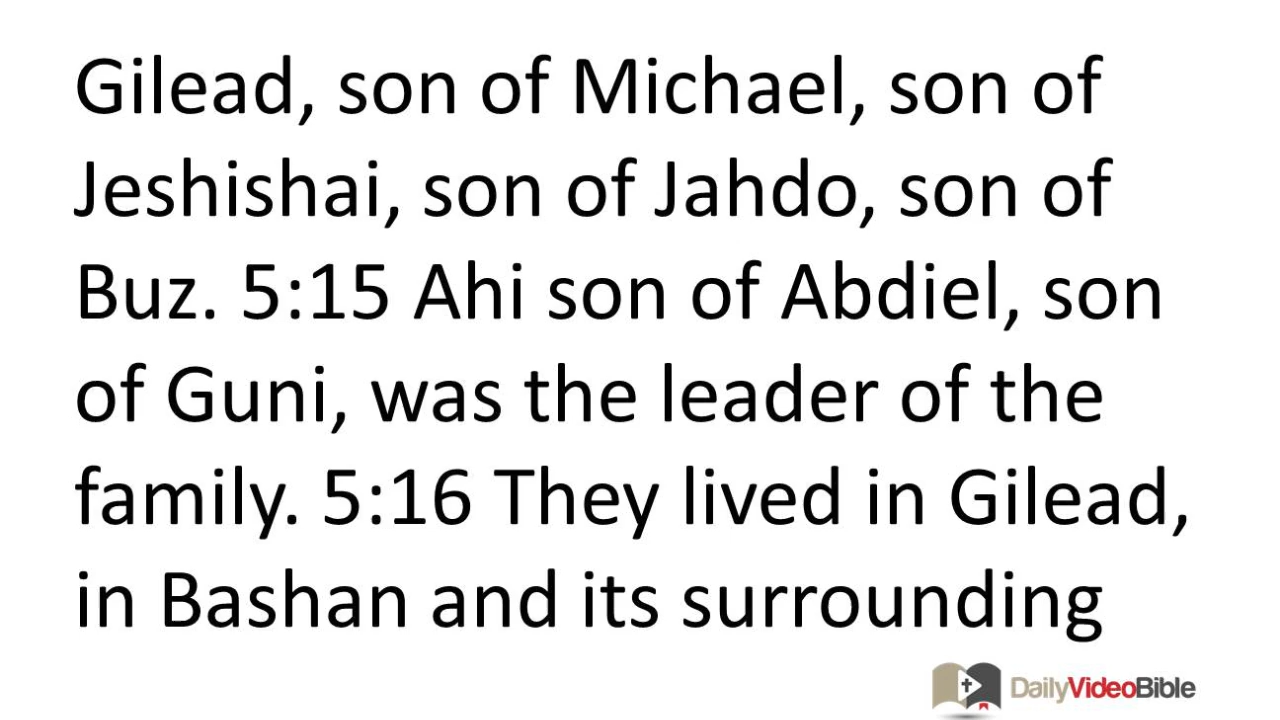 Gilead, son of Michael, son of
Jeshishai, son of Jahdo, son of
Buz. 5:15 Ahi son of Abdiel, son
of Guni, was the leader of the
family. 5:16 They lived in Gilead,
in Bashan and its surrounding
DailyVideoBible